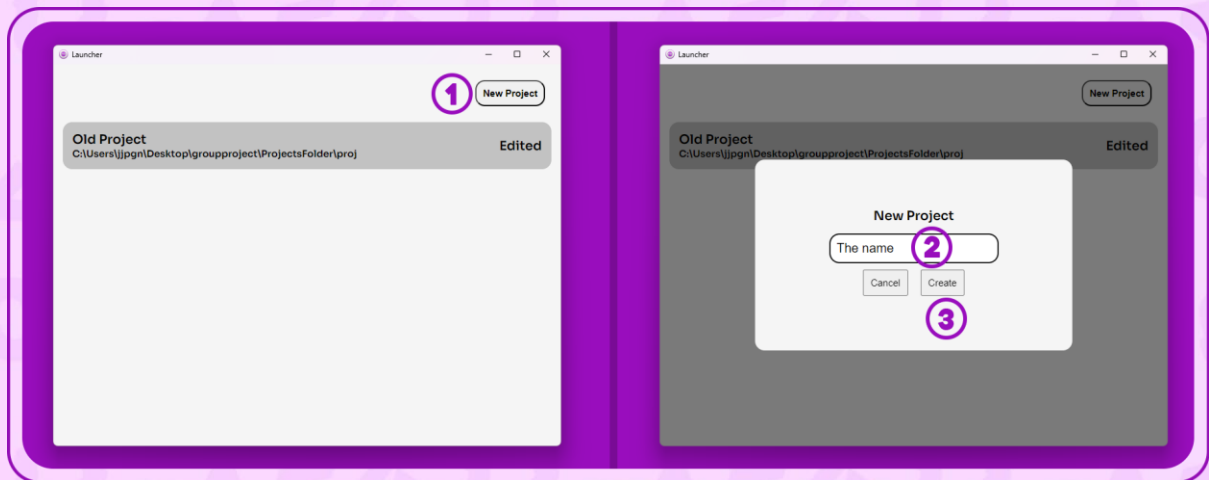 Launcher
1 New Project
Old Project
C:\Users\jjpgn\Desktop\groupproject\ProjectsFolder\proj
Edited
Launcher
New Project
Old Project
C:\Users\jjpgn\Desktop\groupproject\ProjectsFolder\proj
Edited
New Project
The name 2
Cancel Create
3